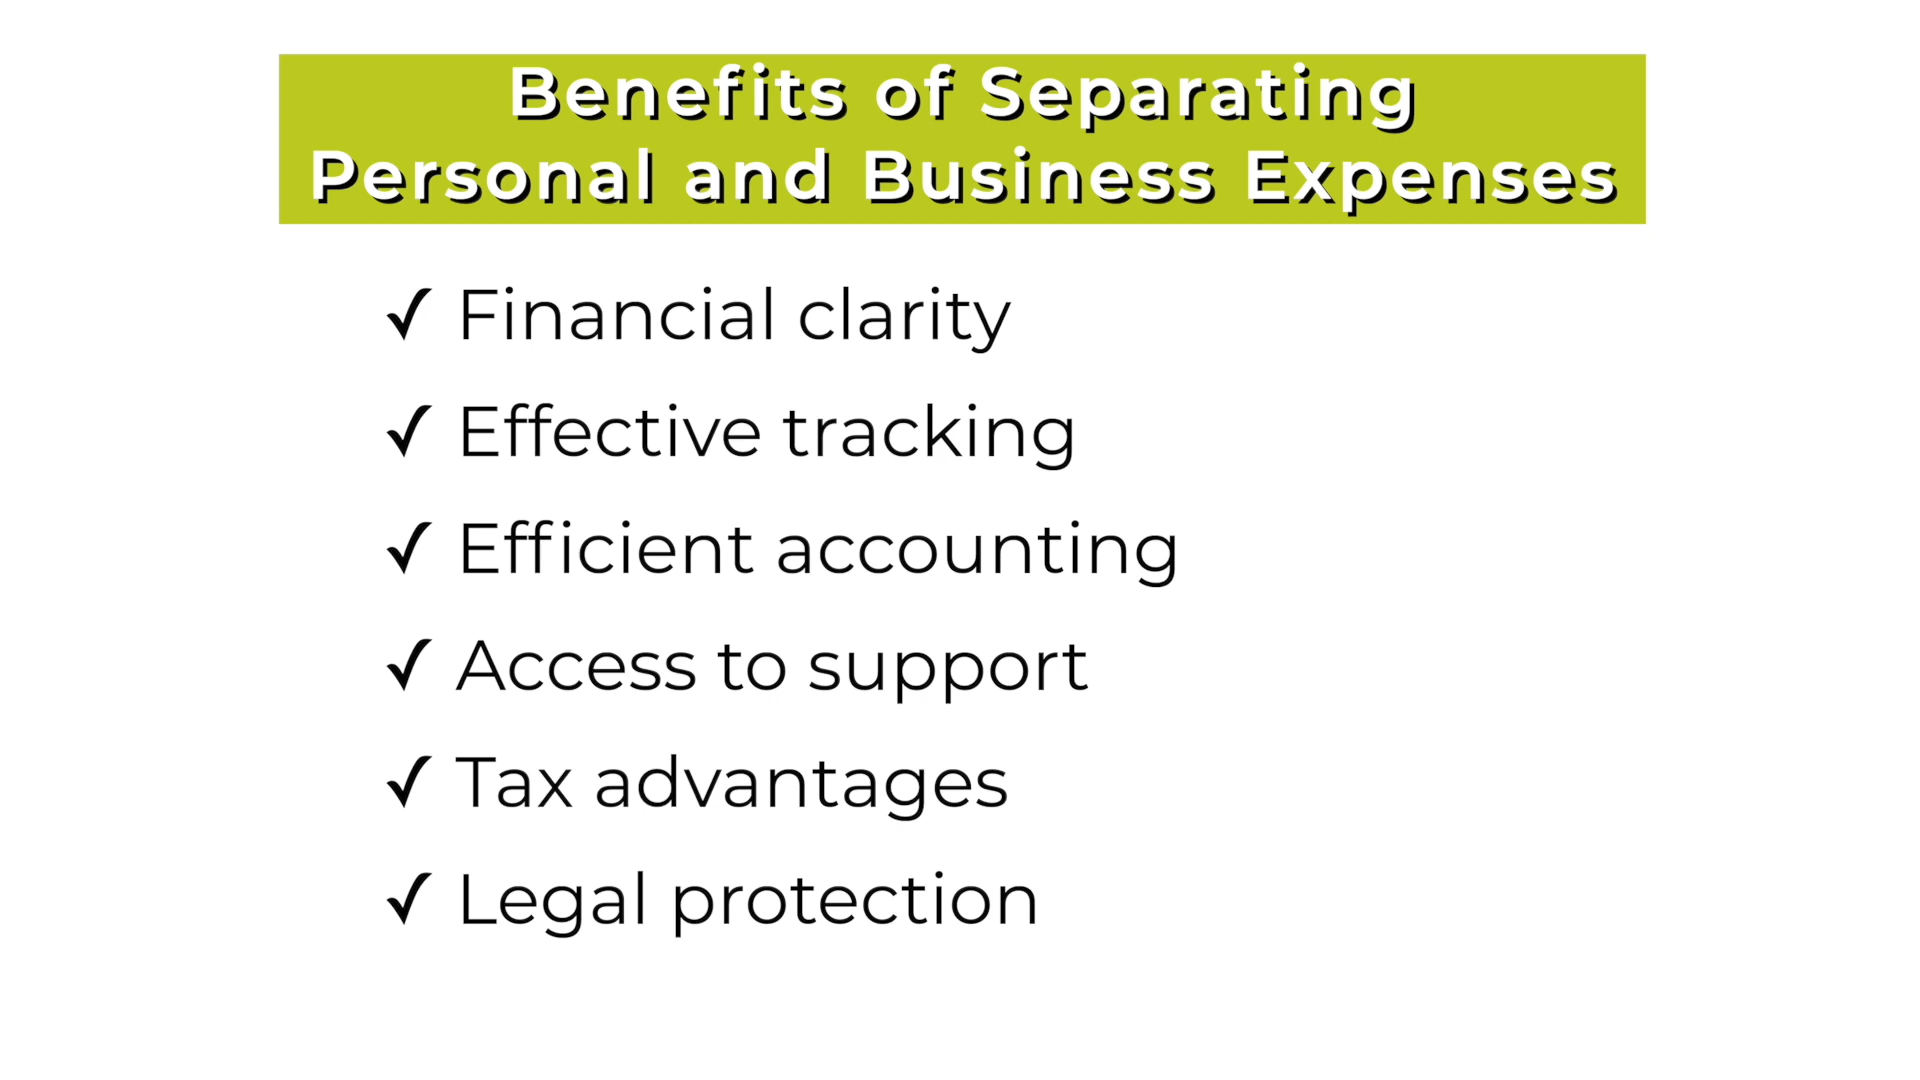 Benefits of Separating
Personal and Business Expenses
✓ Financial clarity
✓ Effective tracking
✓ Efficient accounting
✓ Access to support
✓ Tax advantages
✓ Legal protection